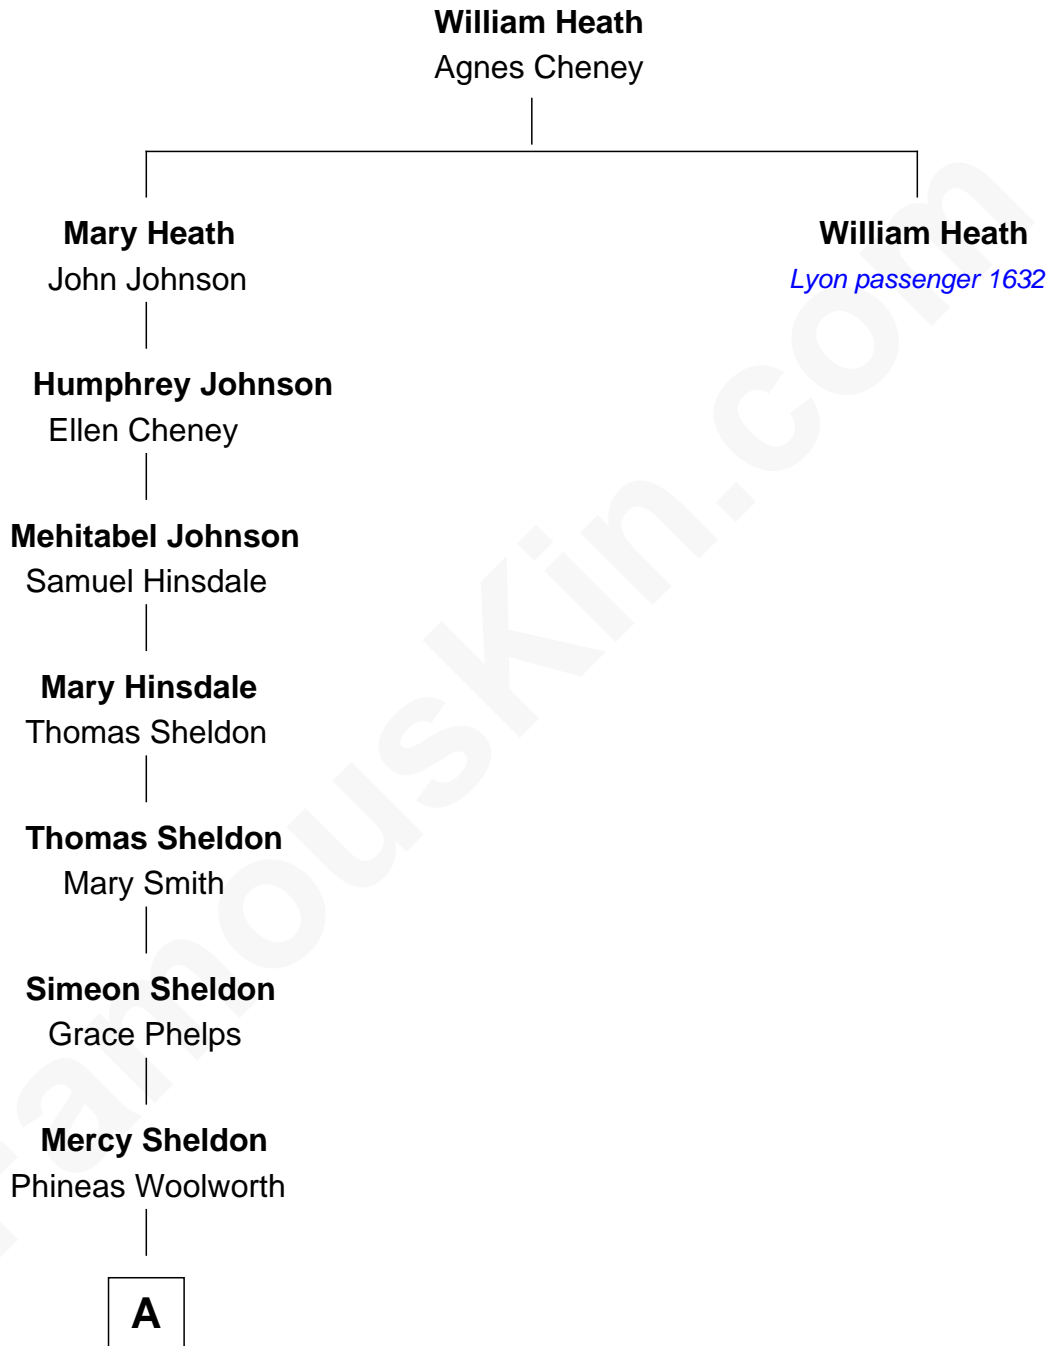 William Heath
Agnes Cheney
Mary Heath
John Johnson
William Heath
Lyon passenger 1632
Humphrey Johnson
Ellen Cheney
Mehitabel Johnson
Samuel Hinsdale
Mary Hinsdale
Thomas Sheldon
Thomas Sheldon
Mary Smith
Simeon Sheldon
Grace Phelps
Mercy Sheldon
Phineas Woolworth
A
FamousKin.com